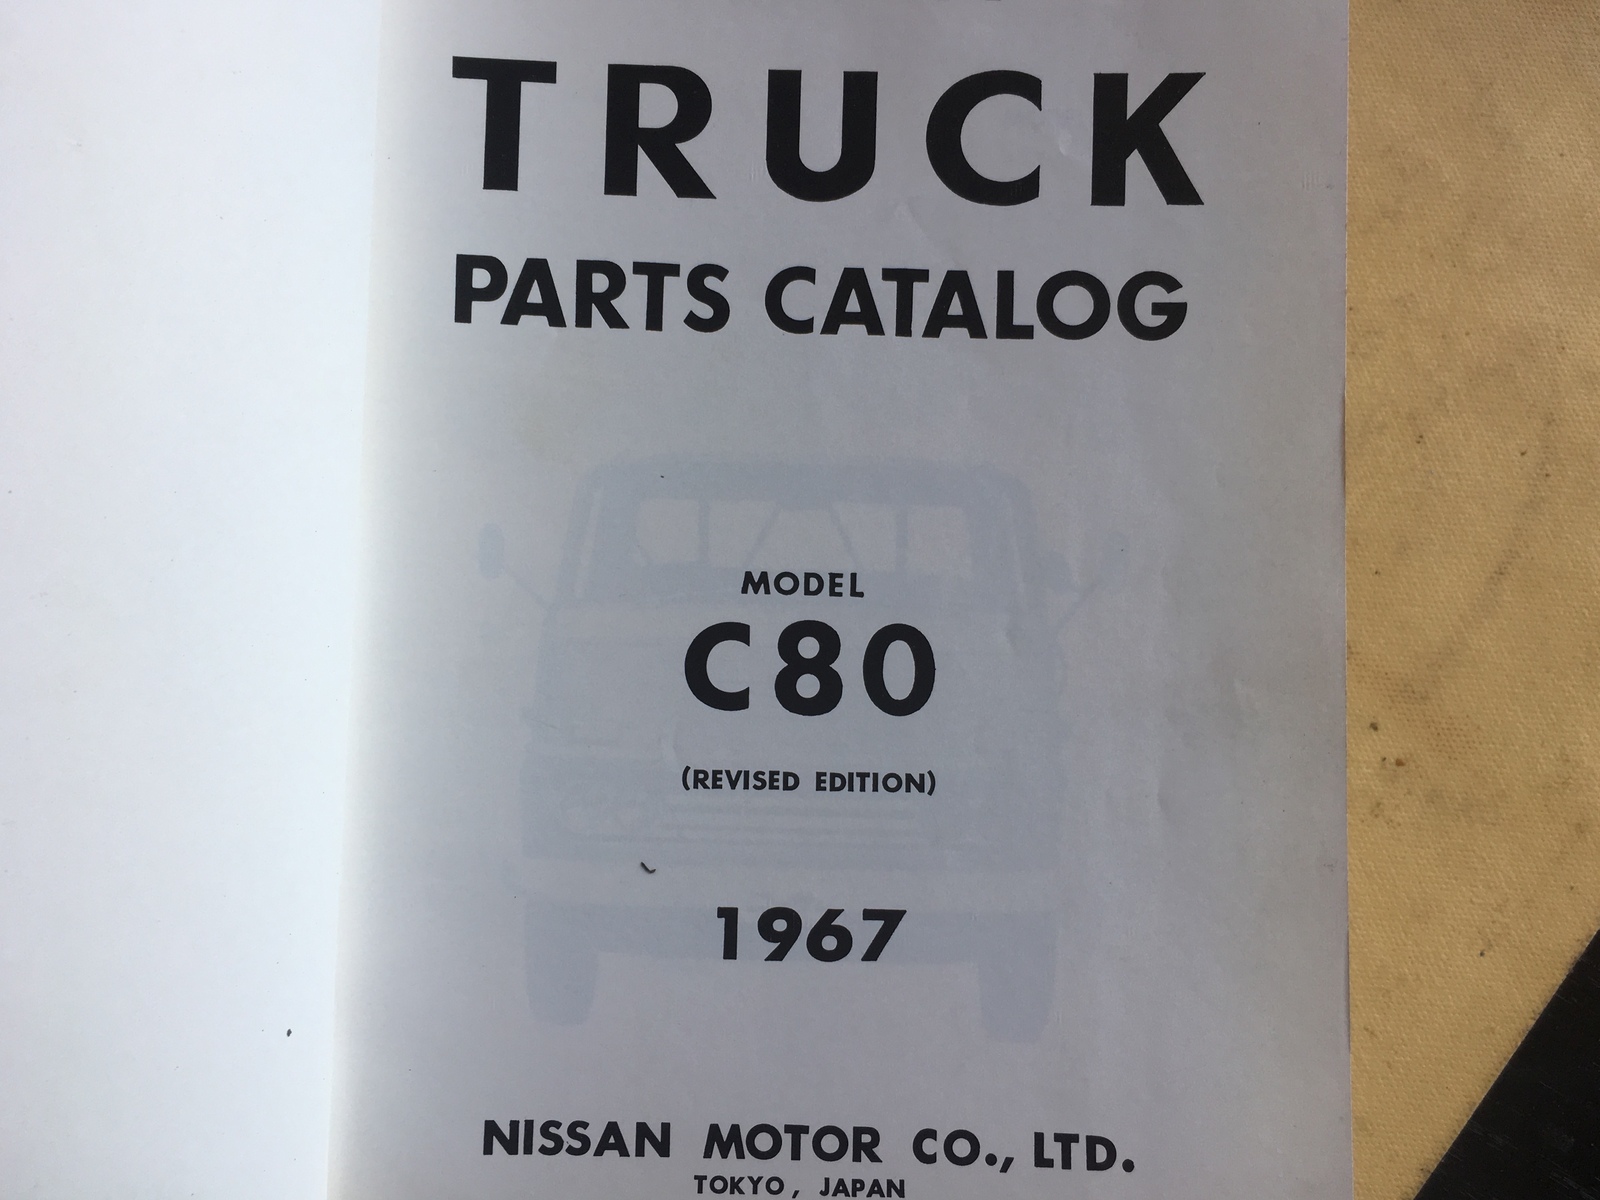 TRUCK
PARTS CATALOG
MODEL
C80
(REVISED EDITION)
1967
NISSAN MOTOR CO., LTD.
TOKYO, JAPAN